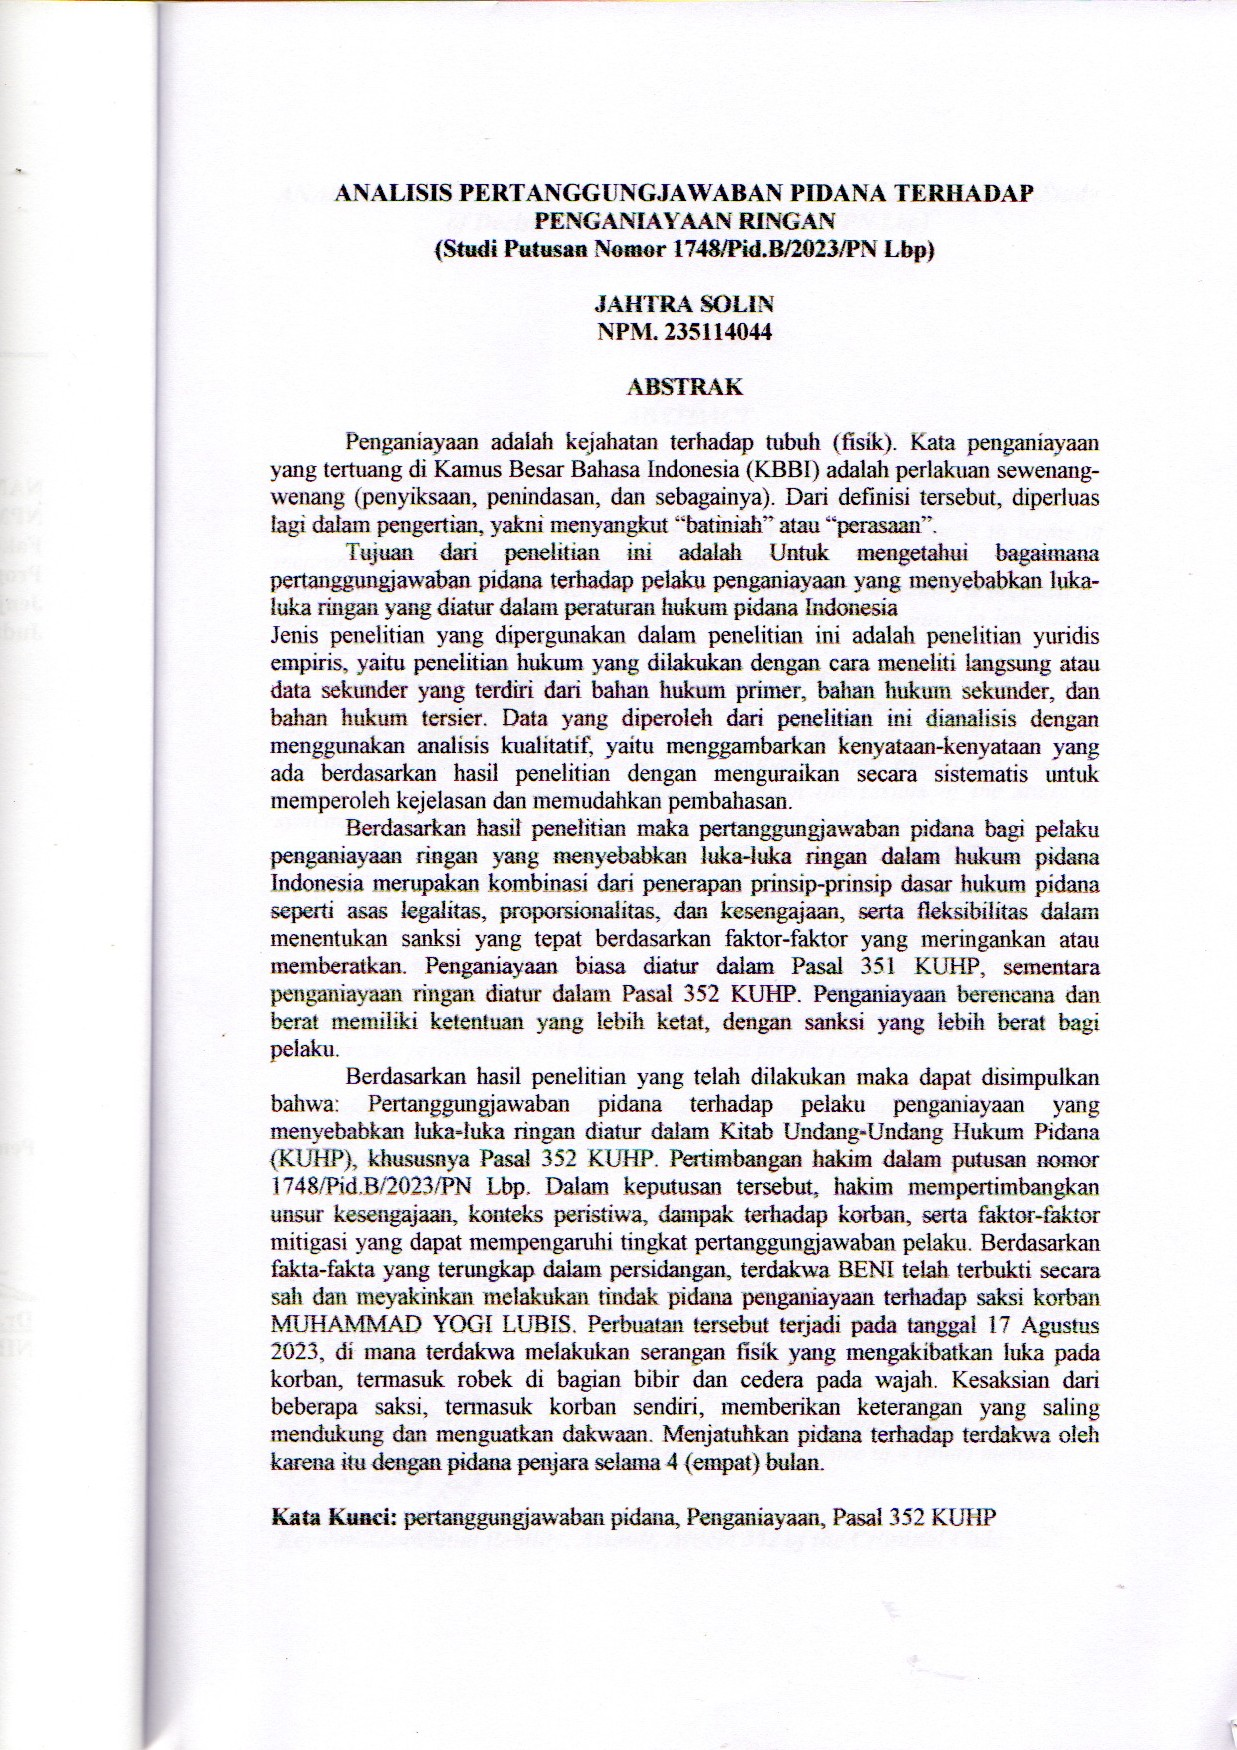 ANALISIS PERTANGGUNGJAWABAN PIDANA TERHADAP
PENGANIAYAAN RINGAN
(Studi Putusan Nomor 1748/Pid.B/2023/PN Lbp)
JAHTRA SOLIN
NPM. 235114044
ABSTRAK
Penganiayaan adalah kejahatan terhadap tubuh (fisik). Kata penganiayaan
yang tertuang di Kamus Besar Bahasa Indonesia (KBBI) adalah perlakuan sewenang-
wenang (penyiksaan, penindasan, dan sebagainya). Dari definisi tersebut, diperluas
lagi dalam pengertian, yakni menyangkut “batiniah” atau “perasaan”.
Tujuan dari penelitian ini adalah Untuk mengetahui bagaimana
pertanggungjawaban pidana terhadap pelaku penganiayaan yang menyebabkan luka-
luka ringan yang diatur dalam peraturan hukum pidana Indonesia
Jenis penelitian yang dipergunakan dalam penelitian ini adalah penelitian yuridis
empiris, yaitu penelitian hukum yang dilakukan dengan cara meneliti langsung atau
data sekunder yang terdiri dari bahan hukum primer, bahan hukum sekunder, dan
bahan hukum tersier. Data yang diperoleh dari penelitian ini dianalisis dengan
menggunakan analisis kualitatif, yaitu menggambarkan kenyataan-kenyataan yang
ada berdasarkan hasil penelitian dengan menguraikan secara sistematis untuk
memperoleh kejelasan dan memudahkan pembahasan.
Berdasarkan hasil penelitian maka pertanggungjawaban pidana bagi pelaku
penganiayaan ringan yang menyebabkan luka-luka ringan dalam hukum pidana
Indonesia merupakan kombinasi dari penerapan prinsip-prinsip dasar hukum pidana
seperti asas legalitas, proporsionalitas, dan kesengajaan, serta fleksibilitas dalam
menentukan sanksi yang tepat berdasarkan faktor-faktor yang meringankan atau
memberatkan. Penganiayaan biasa diatur dalam Pasal 351 KUHP, sementara
penganiayaan ringan diatur dalam Pasal 352 KUHP. Penganiayaan berencana dan
berat memiliki ketentuan yang lebih ketat, dengan sanksi yang lebih berat bagi
pelaku.
Berdasarkan hasil penelitian yang telah dilakukan maka dapat disimpulkan
bahwa: Pertanggungjawaban pidana terhadap pelaku penganiayaan yang
menyebabkan luka-luka ringan diatur dalam Kitab Undang-Undang Hukum Pidana
(KUHP), khususnya Pasal 352 KUHP. Pertimbangan hakim dalam putusan nomor
1748/Pid.B/2023/PN Lbp. Dalam keputusan tersebut, hakim mempertimbangkan
unsur kesengajaan, konteks peristiwa, dampak terhadap korban, serta faktor-faktor
mitigasi yang dapat mempengaruhi tingkat pertanggungjawaban pelaku. Berdasarkan
fakta-fakta yang terungkap dalam persidangan, terdakwa BENI telah terbukti secara
sah dan meyakinkan melakukan tindak pidana penganiayaan terhadap saksi korban
MUHAMMAD YOGI LUBIS. Perbuatan tersebut terjadi pada tanggal 17 Agustus
2023, di mana terdakwa melakukan serangan fisik yang mengakibatkan luka pada
korban, termasuk robek di bagian bibir dan cedera pada wajah. Kesaksian dari
beberapa saksi, termasuk korban sendiri, memberikan keterangan yang saling
mendukung dan menguatkan dakwaan. Menjatuhkan pidana terhadap terdakwa oleh
karena itu dengan pidana penjara selama 4 (empat) bulan.
Kata Kunci: pertanggungjawaban pidana, Penganiayaan, Pasal 352 KUHP